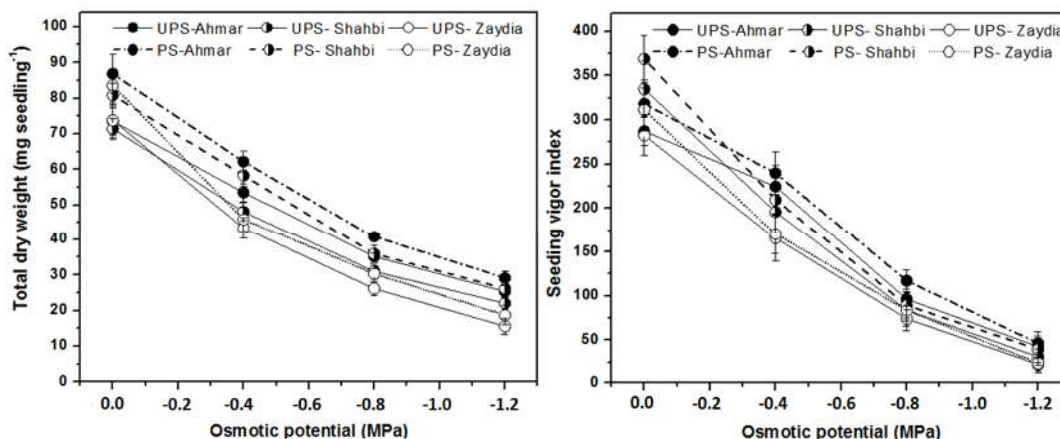 UPS-Ahmar UPS- Shahbi UPS- Zaydia
PS-Ahmar PS- Shahbi PS- Zaydia
Total dry weight (mg seedling⁻¹)
100
90
80
70
60
50
40
30
20
10
0
0.0 -0.2 -0.4 -0.6 -0.8 -1.0 -1.2
Osmotic potential (MPa)
UPS-Ahmar UPS- Shahbi UPS- Zaydia
PS-Ahmar PS- Shahbi PS- Zaydia
Seeding vigor index
400
350
300
250
200
150
100
50
0
0.0 -0.2 -0.4 -0.6 -0.8 -1.0 -1.2
Osmotic potential (MPa)